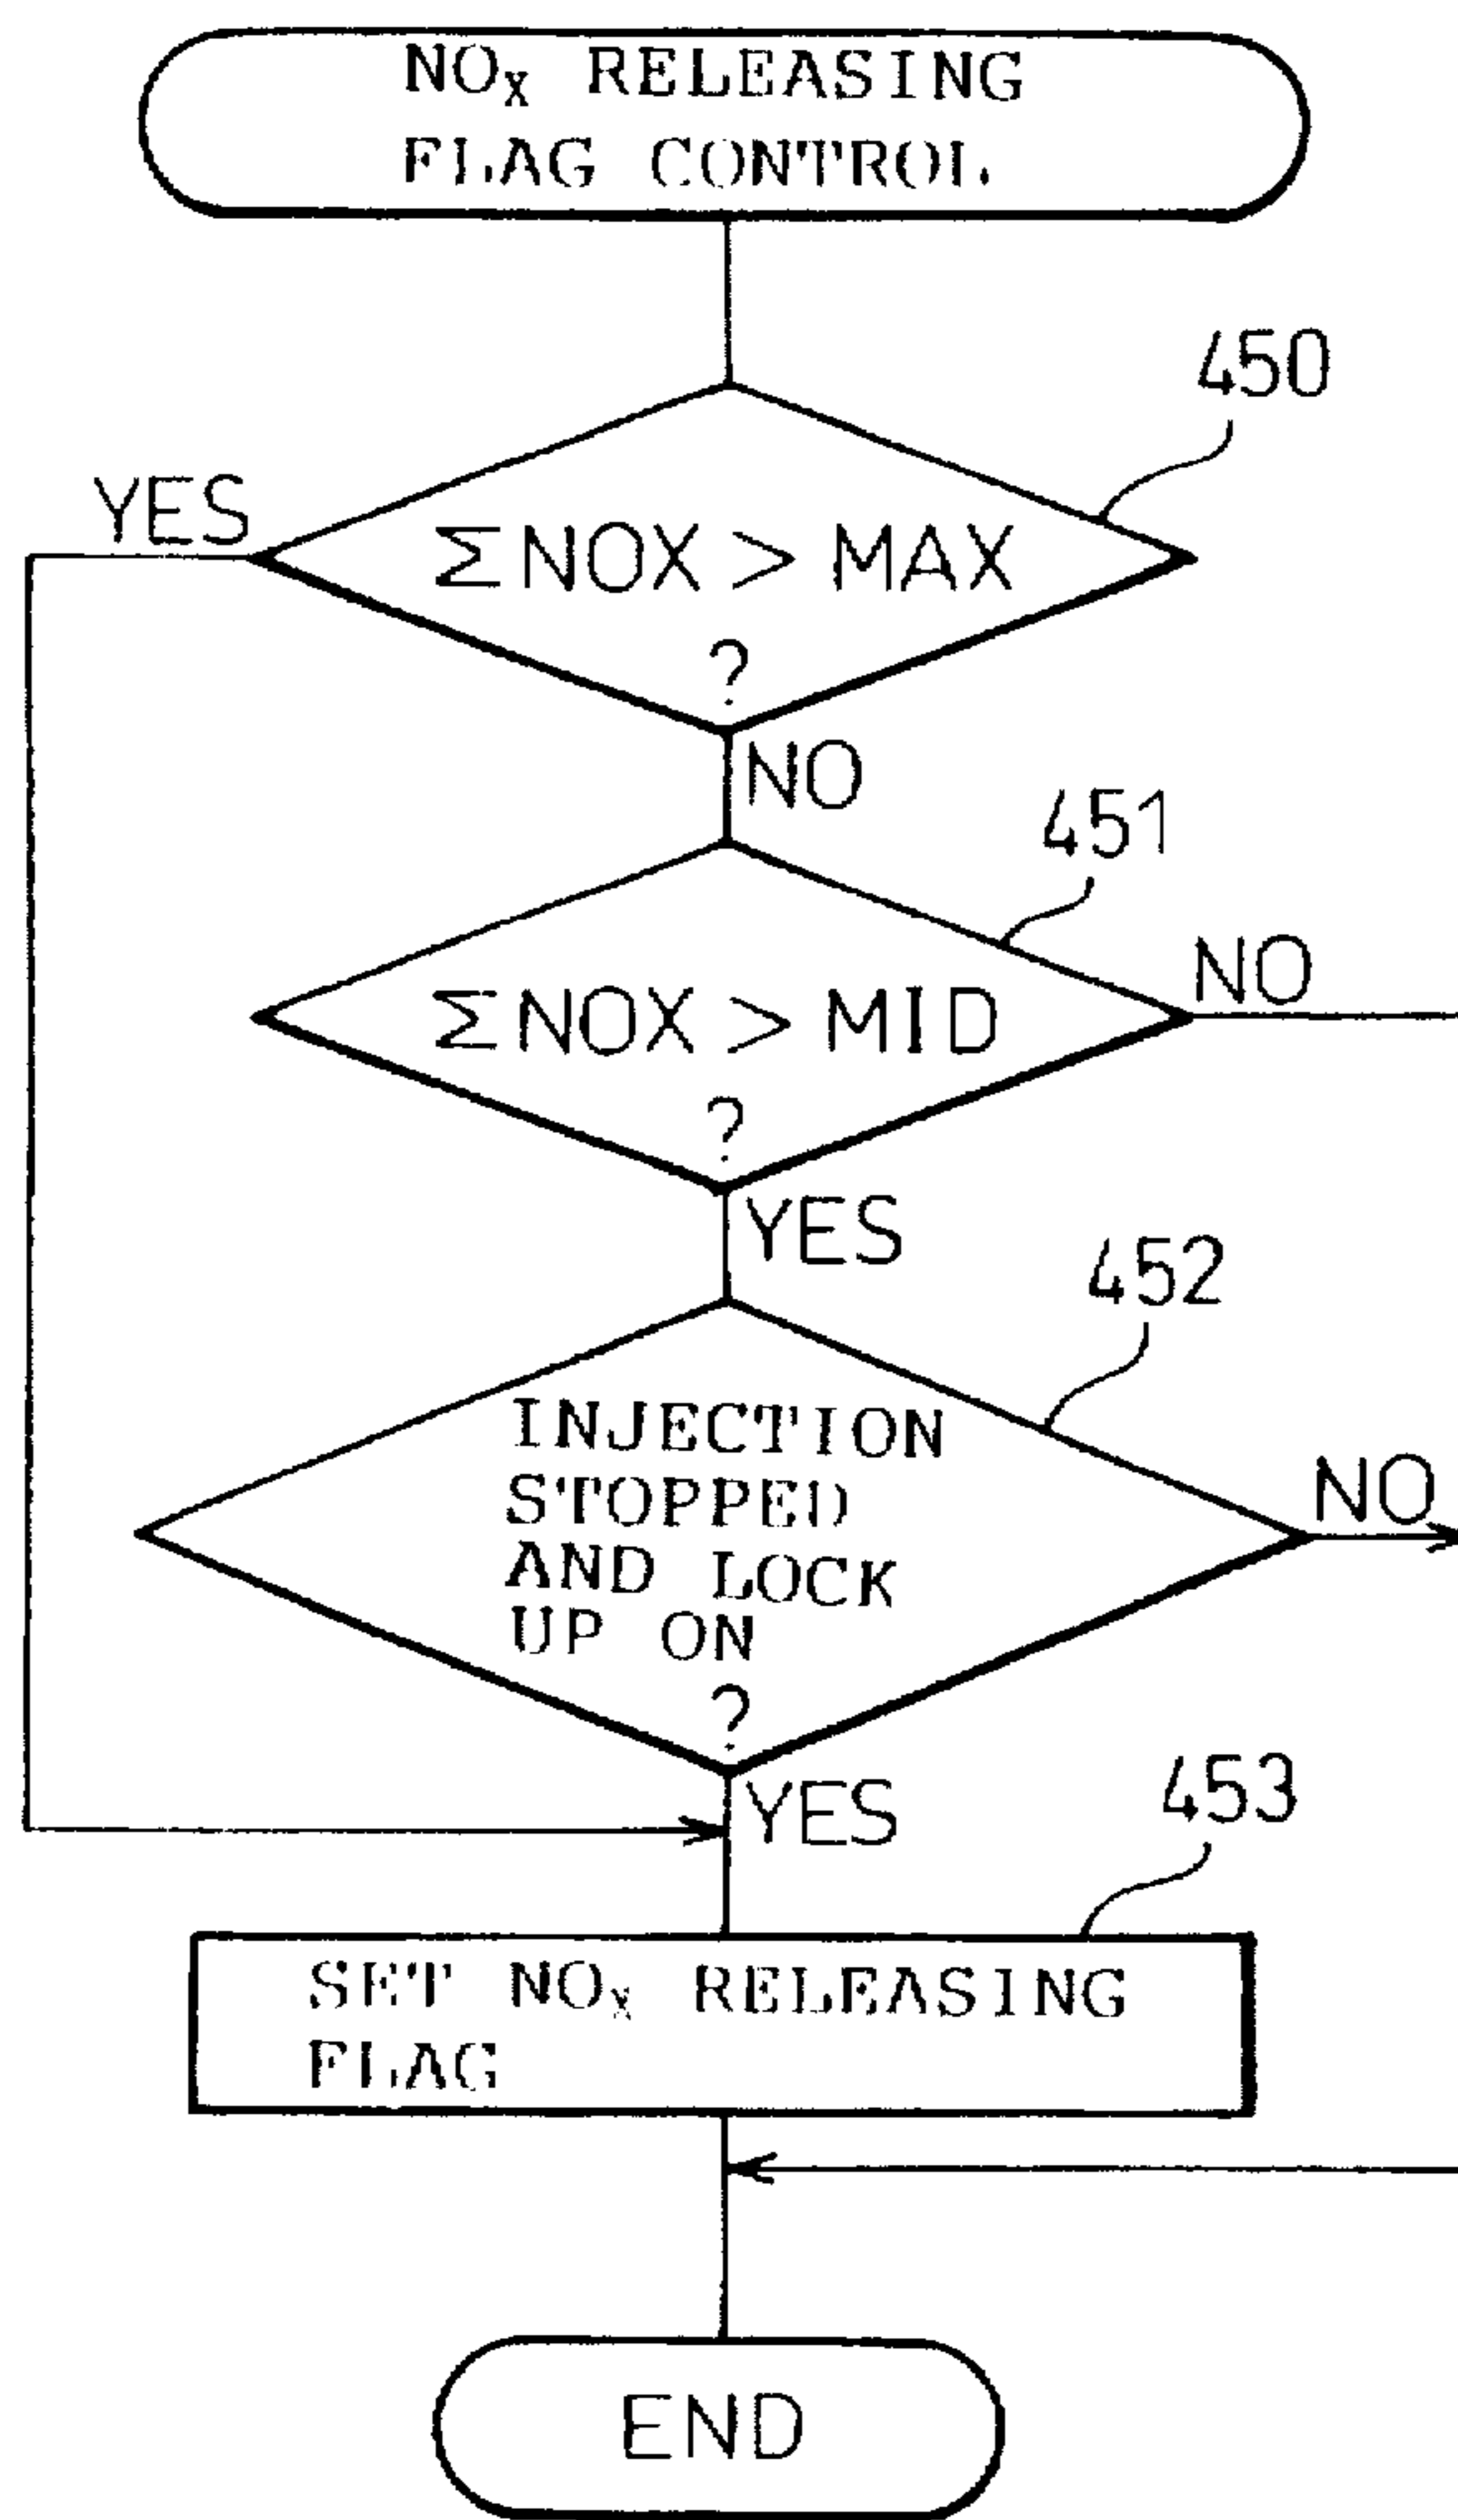 NOx RELEASING
FLAG CONTROL
450
YES
ΣNOX > MAX
?
NO
451
NO
ΣNOX > MID
?
YES
452
INJECTION
STOPPED
AND LOCK
UP ON
?
NO
YES
453
SET NOx RELEASING
FLAG
END